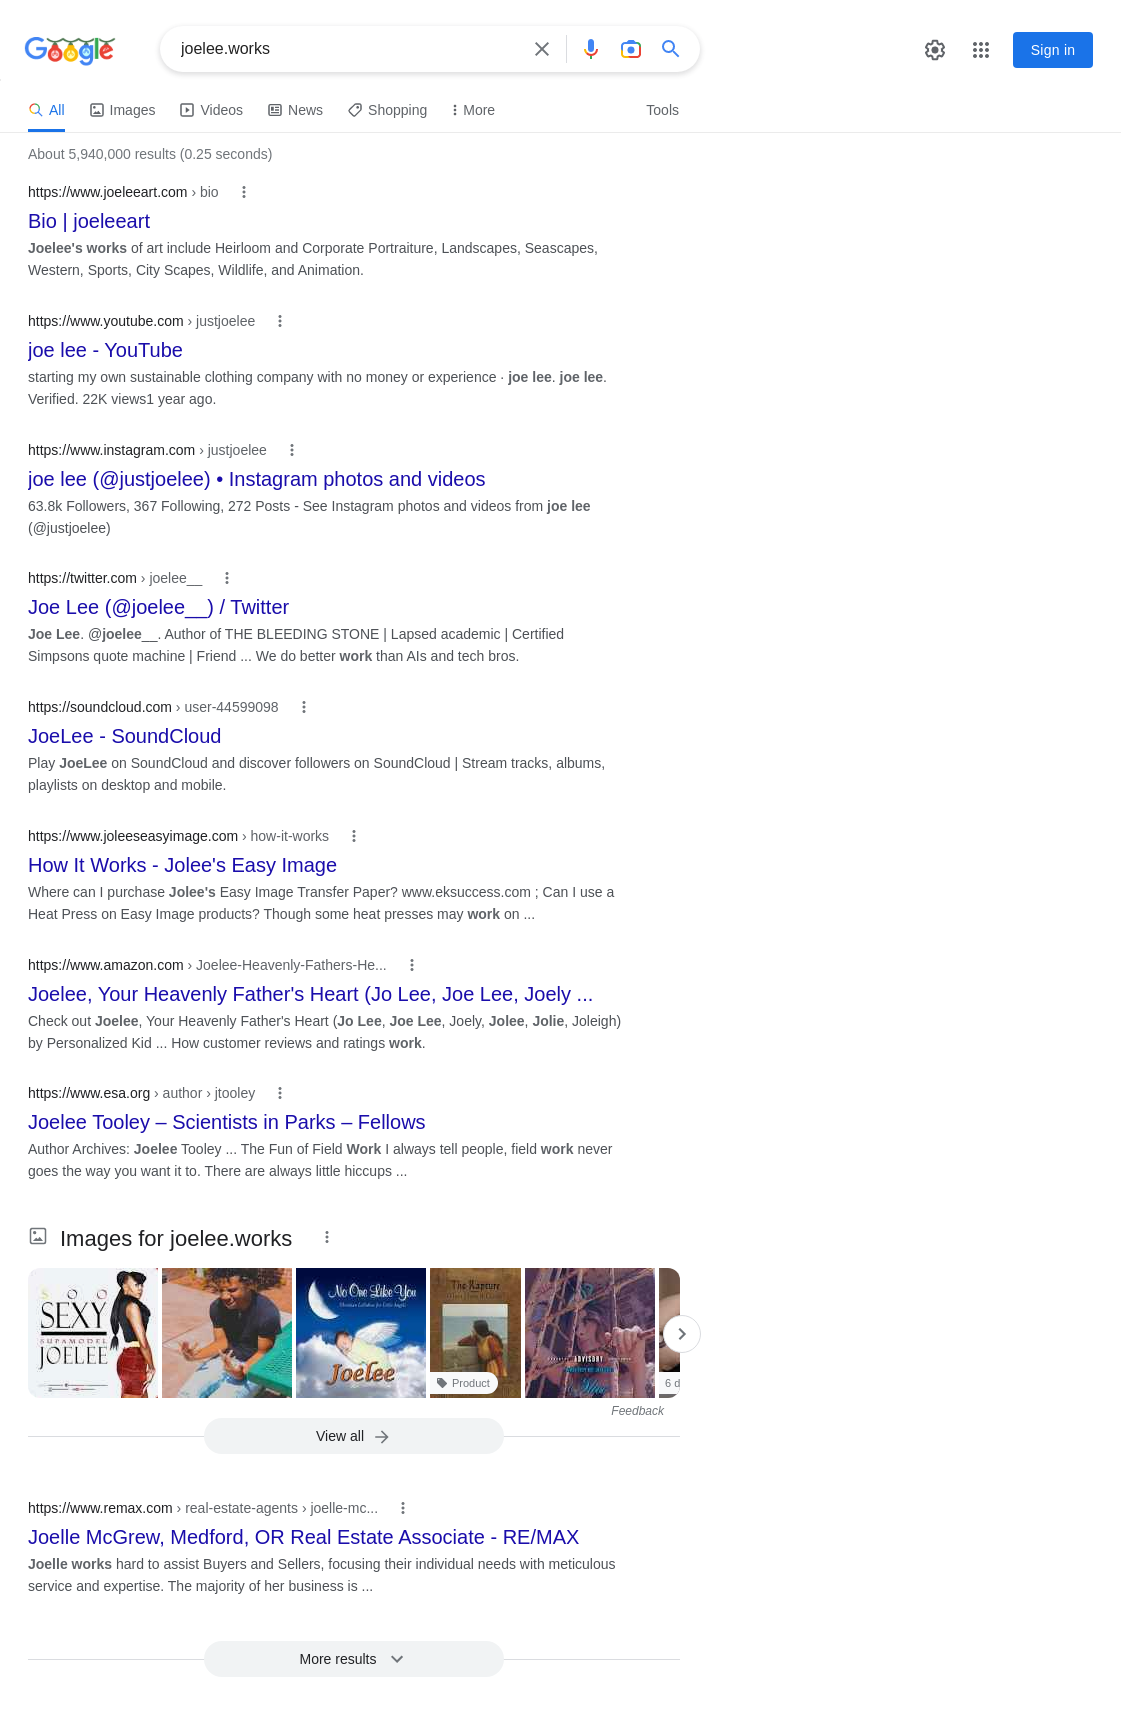 Google
joelee.works
Sign in
All
Images
Videos
News
Shopping
More
Tools
About 5,940,000 results (0.25 seconds)
https://www.joeleeart.com › bio
Bio | joeleeart
Joelee's works of art include Heirloom and Corporate Portraiture, Landscapes, Seascapes,
Western, Sports, City Scapes, Wildlife, and Animation.
https://www.youtube.com › justjoelee
joe lee - YouTube
starting my own sustainable clothing company with no money or experience · joe lee. joe lee.
Verified. 22K views1 year ago.
https://www.instagram.com › justjoelee
joe lee (@justjoelee) • Instagram photos and videos
63.8k Followers, 367 Following, 272 Posts - See Instagram photos and videos from joe lee
(@justjoelee)
https://twitter.com › joelee__
Joe Lee (@joelee__) / Twitter
Joe Lee. @joelee__. Author of THE BLEEDING STONE | Lapsed academic | Certified
Simpsons quote machine | Friend ... We do better work than AIs and tech bros.
https://soundcloud.com › user-44599098
JoeLee - SoundCloud
Play JoeLee on SoundCloud and discover followers on SoundCloud | Stream tracks, albums,
playlists on desktop and mobile.
https://www.joleeseasyimage.com › how-it-works
How It Works - Jolee's Easy Image
Where can I purchase Jolee's Easy Image Transfer Paper? www.eksuccess.com ; Can I use a
Heat Press on Easy Image products? Though some heat presses may work on ...
https://www.amazon.com › Joelee-Heavenly-Fathers-He...
Joelee, Your Heavenly Father's Heart (Jo Lee, Joe Lee, Joely ...
Check out Joelee, Your Heavenly Father's Heart (Jo Lee, Joe Lee, Joely, Jolee, Jolie, Joleigh)
by Personalized Kid ... How customer reviews and ratings work.
https://www.esa.org › author › jtooley
Joelee Tooley – Scientists in Parks – Fellows
Author Archives: Joelee Tooley ... The Fun of Field Work I always tell people, field work never
goes the way you want it to. There are always little hiccups ...
Images for joelee.works
SOO
SEXY
SUPAMODEL
JOELEE
No One Like You
Joelee
The Rapture
Product
ADVISORY
6 d
Feedback
View all
https://www.remax.com › real-estate-agents › joelle-mc...
Joelle McGrew, Medford, OR Real Estate Associate - RE/MAX
Joelle works hard to assist Buyers and Sellers, focusing their individual needs with meticulous
service and expertise. The majority of her business is ...
More results